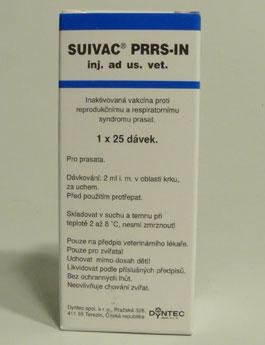 SUIVAC® PRRS-IN
inj. ad us. vet.
Inaktivovaná vakcína proti
reprodukčnímu a respiratornímu
syndromu prasat.
1 x 25 dávek.
Pro prasata.
Dávkování: 2 ml i. m. v oblasti krku,
za uchem.
Před použitím protřepat.
Skladovat v suchu a temnu při
teplotě 2 až 8°C, nesmí zmrznout!
Pouze na předpis veterinárního lékaře.
Pouze pro zvířata!
Uchovat mimo dosah dětí!
Likvidovat podle příslušných předpisů.
Bez ochranných lhůt.
Neovlivňuje chování zvířat.
Dyntec spol. s r. o., Pražská 328,
411 55 Terezín, Česká republika
DYNTEC